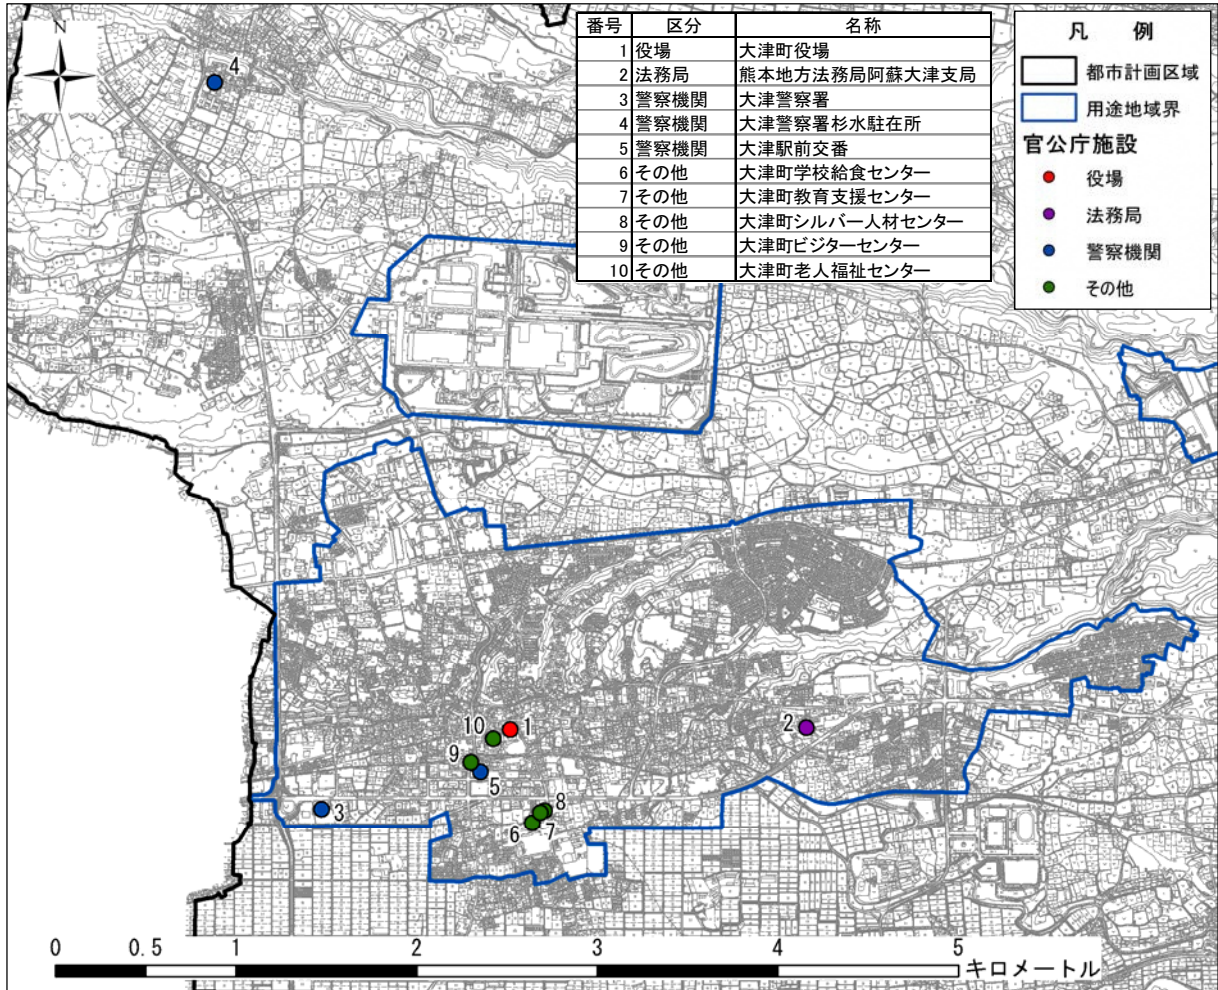 N
番号 区分 名称
1 役場 大津町役場
2 法務局 熊本地方法務局阿蘇大津支局
3 警察機関 大津警察署
4 警察機関 大津警察署杉水駐在所
5 警察機関 大津駅前交番
6 その他 大津町学校給食センター
7 その他 大津町教育支援センター
8 その他 大津町シルバー人材センター
9 その他 大津町ビジターセンター
10 その他 大津町老人福祉センター
凡 例
都市計画区域
用途地域界
官公庁施設
役場
法務局
警察機関
その他
4
10 1
2
9
5
3
8
6 7
0 0.5 1 2 3 4 5
キロメートル